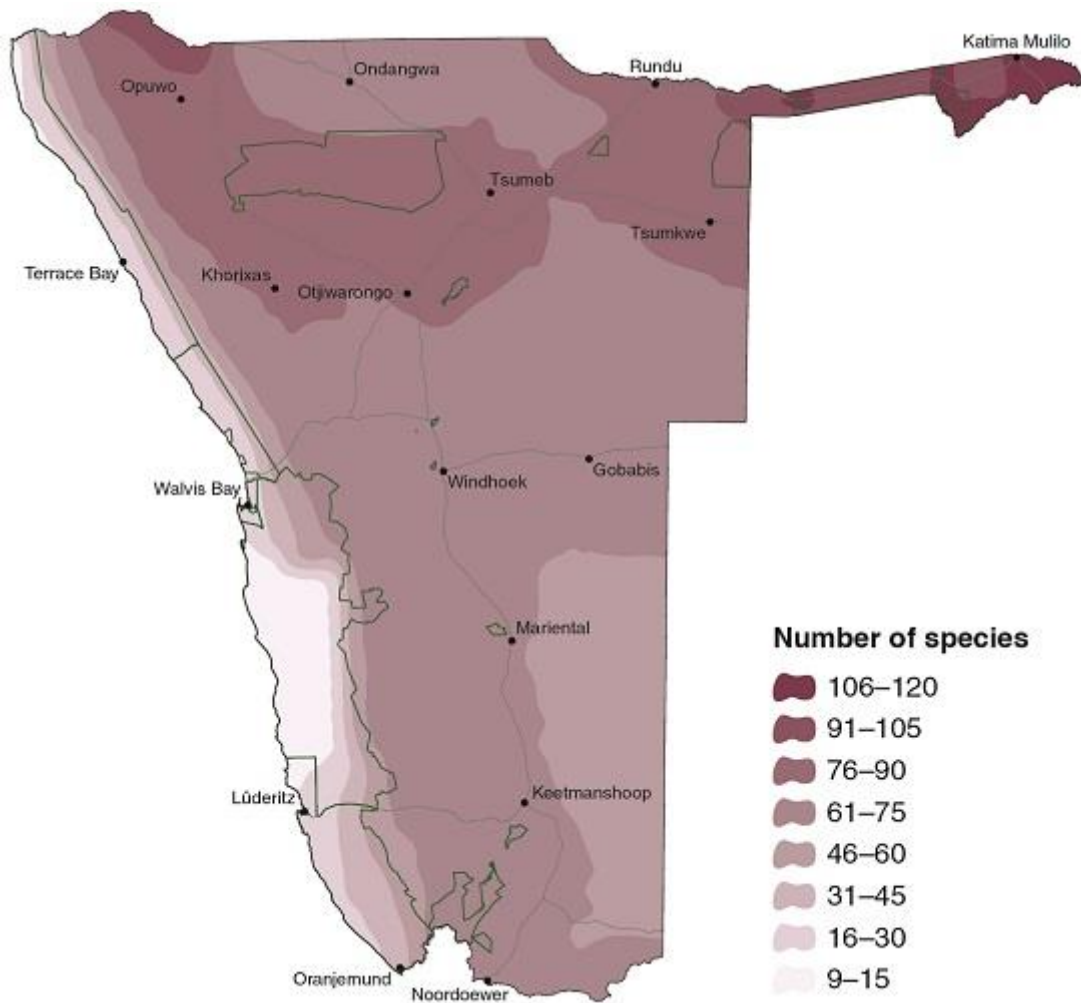 Katima Mulilo
Rundu
Ondangwa
Opuwo
Tsumeb
Tsumkwe
Terrace Bay
Khorixas
Otjiwarongo
Gobabis
Windhoek
Walvis Bay
Mariental
Number of species
106–120
91–105
76–90
61–75
46–60
31–45
16–30
9–15
Keetmanshoop
Lüderitz
Oranjemund
Noordoewer